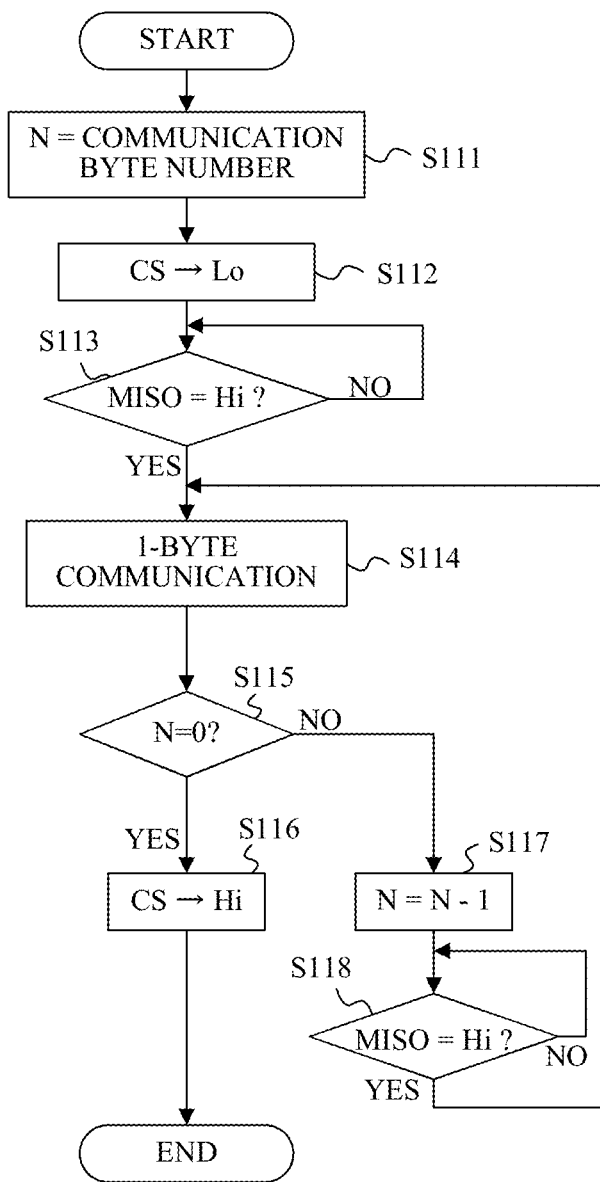 START
N = COMMUNICATION
BYTE NUMBER
S111
CS → Lo
S112
S113
MISO = Hi ?
NO
YES
1-BYTE
COMMUNICATION
S114
S115
N=0?
NO
YES
S116
CS → Hi
S117
N = N - 1
S118
MISO = Hi ?
NO
YES
END